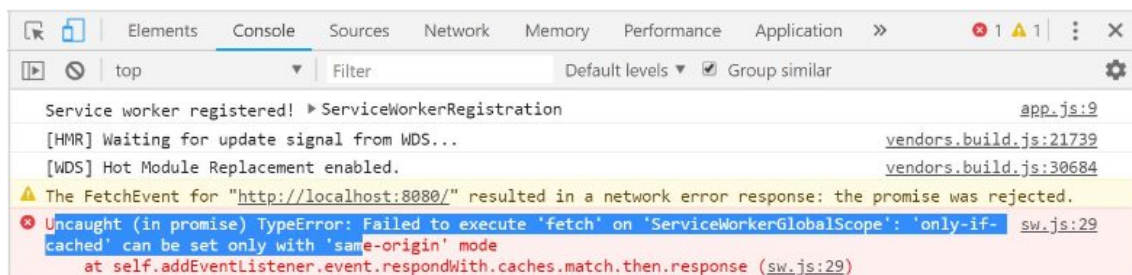 Elements Console Sources Network Memory Performance Application » 1 1
top Filter Default levels Group similar
Service worker registered! ServiceWorkerRegistration app.js:9
[HMR] Waiting for update signal from WDS... vendors.build.js:21739
[WDS] Hot Module Replacement enabled. vendors.build.js:30684
The FetchEvent for "http://localhost:8080/" resulted in a network error response: the promise was rejected.
Uncaught (in promise) TypeError: Failed to execute 'fetch' on 'ServiceWorkerGlobalScope': 'only-if- sw.js:29
cached' can be set only with 'same-origin' mode
at self.addEventListener.event.respondWith.caches.match.then.response (sw.js:29)